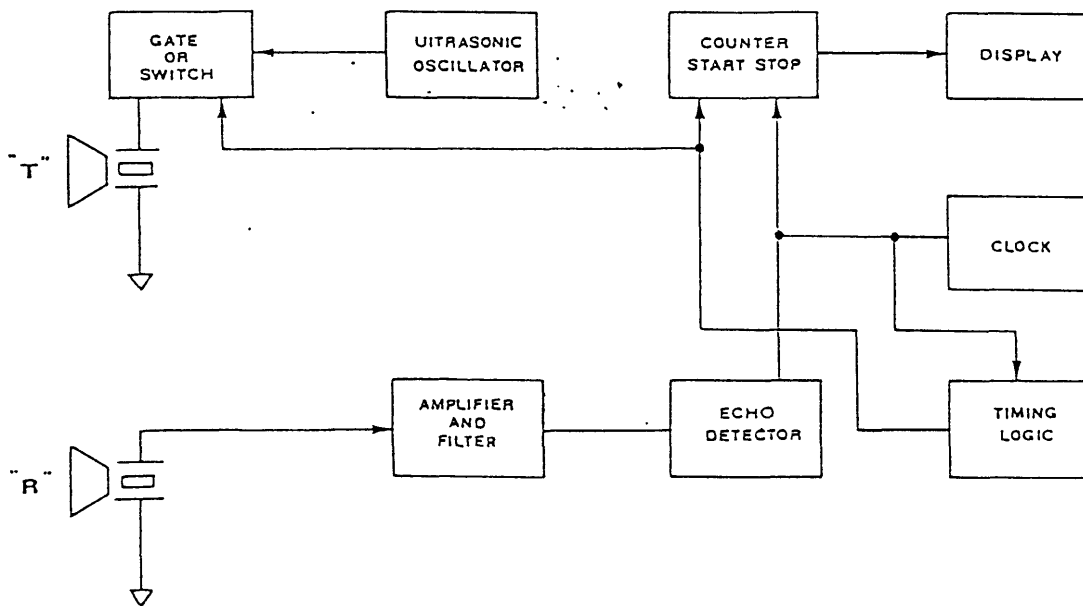 GATE
OR
SWITCH
UITRASONIC
OSCILLATOR
COUNTER
START STOP
DISPLAY
"T"
CLOCK
AMPLIFIER
AND
FILTER
ECHO
DETECTOR
TIMING
LOGIC
"R"